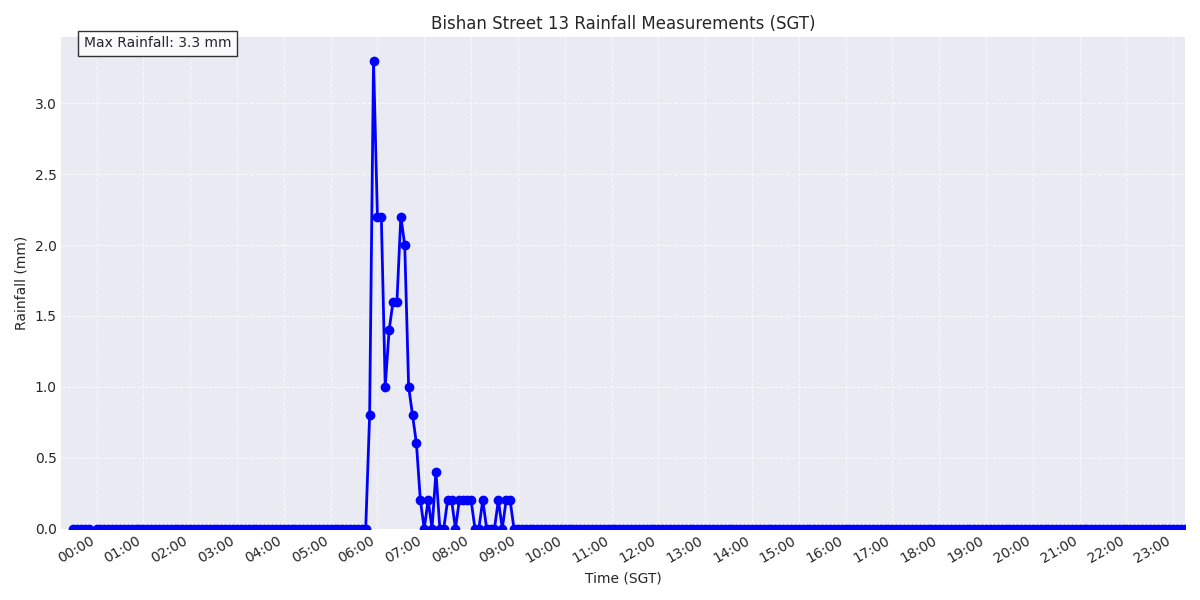 Bishan Street 13 Rainfall Measurements (SGT)
Max Rainfall: 3.3 mm
Rainfall (mm)
3.0
2.5
2.0
1.5
1.0
0.5
0.0
00:00 01:00 02:00 03:00 04:00 05:00 06:00 07:00 08:00 09:00 10:00 11:00 12:00 13:00 14:00 15:00 16:00 17:00 18:00 19:00 20:00 21:00 22:00 23:00
Time (SGT)